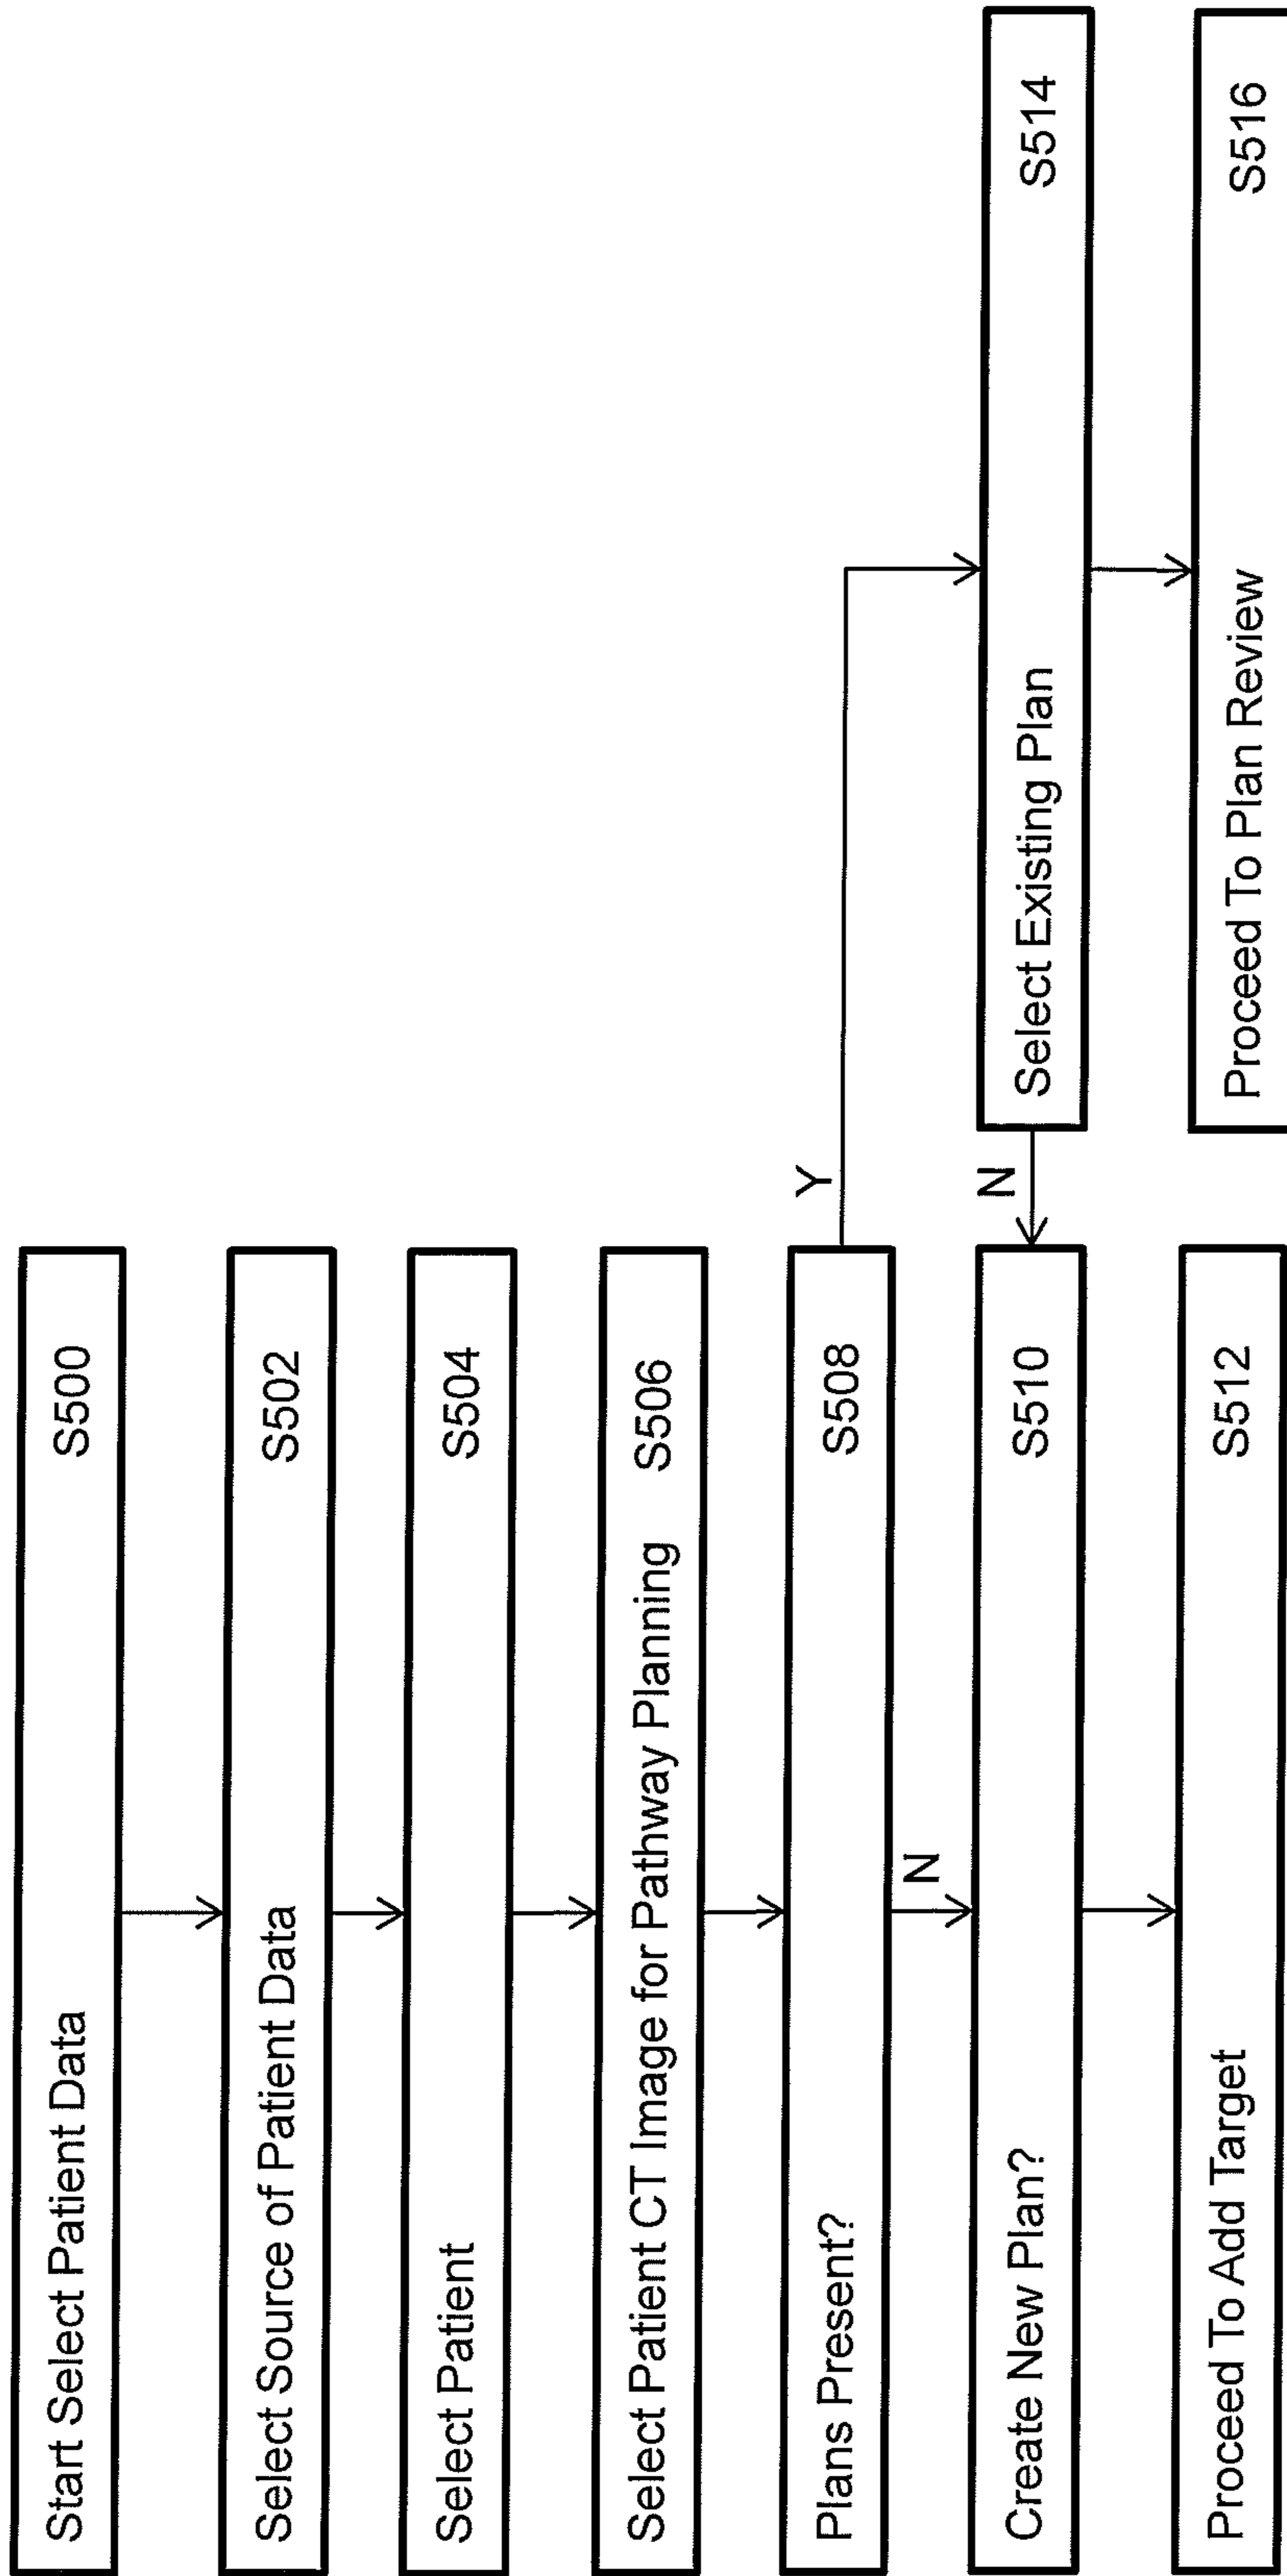 Start Select Patient Data S500
Select Source of Patient Data S502
Select Patient S504
Select Patient CT Image for Pathway Planning S506
Plans Present? S508
Y
N
Create New Plan? S510
N
Select Existing Plan S514
Proceed To Add Target S512
Proceed To Plan Review S516